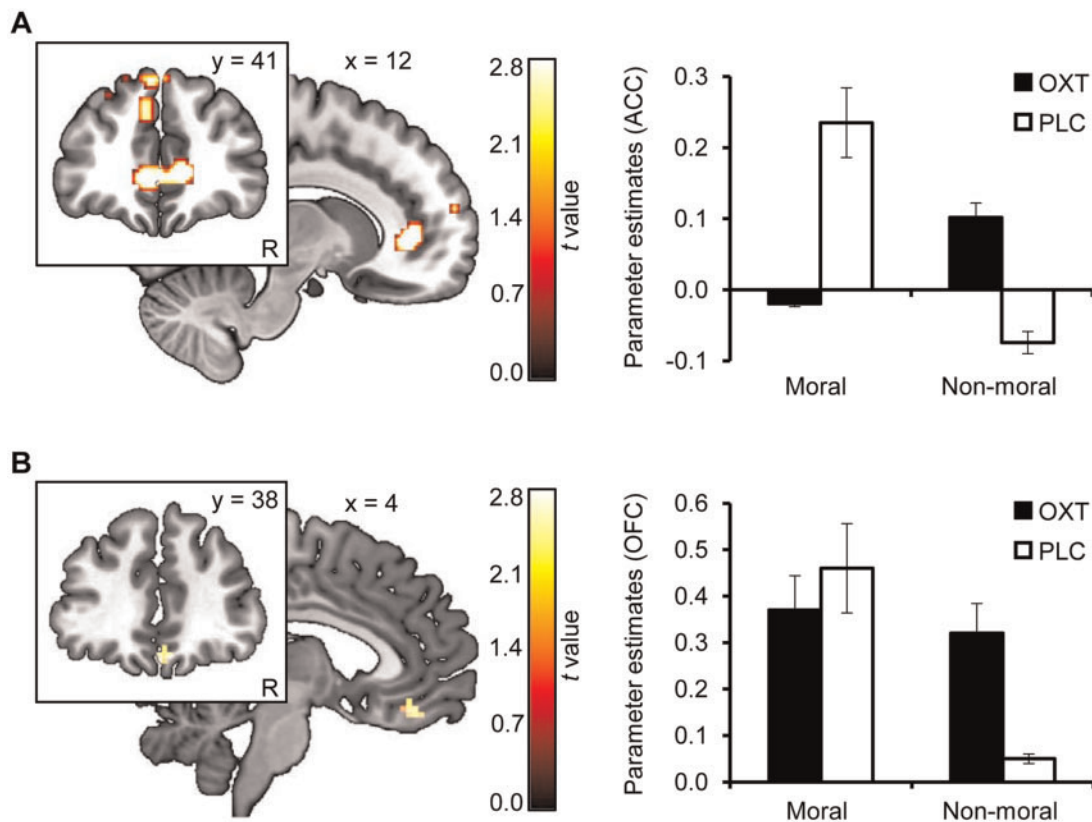 A
y = 41
x = 12
R
2.8
2.1
1.4
0.7
0.0
t value
Parameter estimates (ACC)
0.3
0.2
0.1
0.0
-0.1
OXT
PLC
Moral Non-moral
B
y = 38
x = 4
R
2.8
2.1
1.4
0.7
0.0
t value
Parameter estimates (OFC)
0.6
0.5
0.4
0.3
0.2
0.1
0.0
OXT
PLC
Moral Non-moral